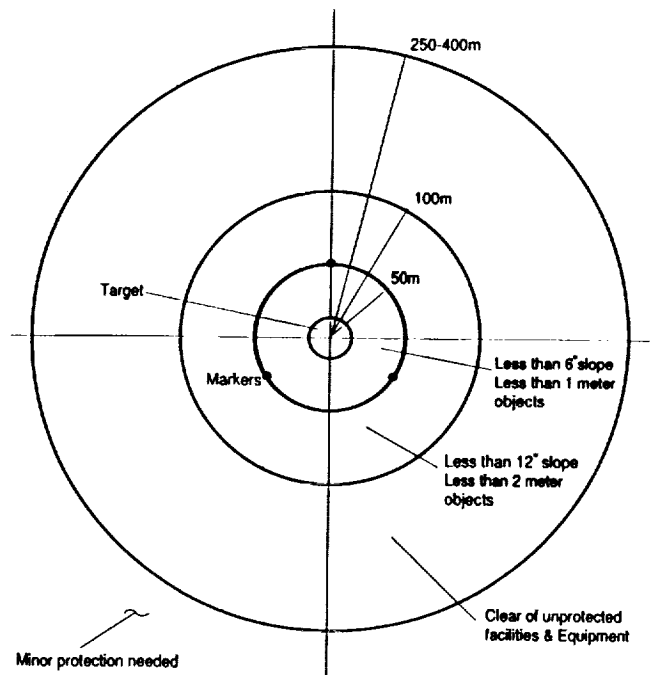 250-400m
100m
50m
Target
Markers
Less than 6° slope
Less than 1 meter
objects
Less than 12° slope
Less than 2 meter
objects
Clear of unprotected
facilities & Equipment
Minor protection needed